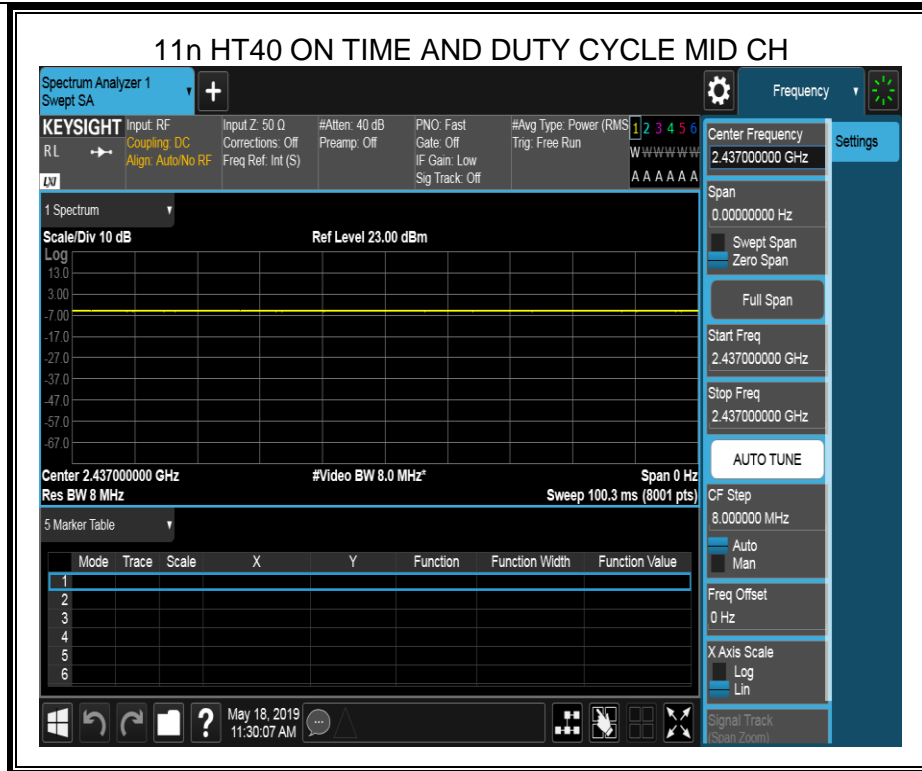 11n HT40 ON TIME AND DUTY CYCLE MID CH
Spectrum Analyzer 1
Swept SA
+
Frequency
KEYSIGHT
RL
LXI
Input: RF
Coupling: DC
Align: Auto/No RF
Input Z: 50 Ω
Corrections: Off
Freq Ref: Int (S)
#Atten: 40 dB
Preamp: Off
PNO: Fast
Gate: Off
IF Gain: Low
Sig Track: Off
#Avg Type: Power (RMS
Trig: Free Run
1 2 3 4 5 6
W W W W W W
A A A A A A
1 Spectrum
Scale/Div 10 dB
Ref Level 23.00 dBm
Log
13.0
3.00
-7.00
-17.0
-27.0
-37.0
-47.0
-57.0
-67.0
Center 2.437000000 GHz
#Video BW 8.0 MHz*
Span 0 Hz
Res BW 8 MHz
Sweep 100.3 ms (8001 pts)
5 Marker Table
Mode Trace Scale X Y Function Function Width Function Value
1
2
3
4
5
6
?
May 18, 2019
11:30:07 AM
Center Frequency
2.437000000 GHz
Settings
Span
0.00000000 Hz
Swept Span
Zero Span
Full Span
Start Freq
2.437000000 GHz
Stop Freq
2.437000000 GHz
AUTO TUNE
CF Step
8.000000 MHz
Auto
Man
Freq Offset
0 Hz
X Axis Scale
Log
Lin
Signal Track
(Span Zoom)